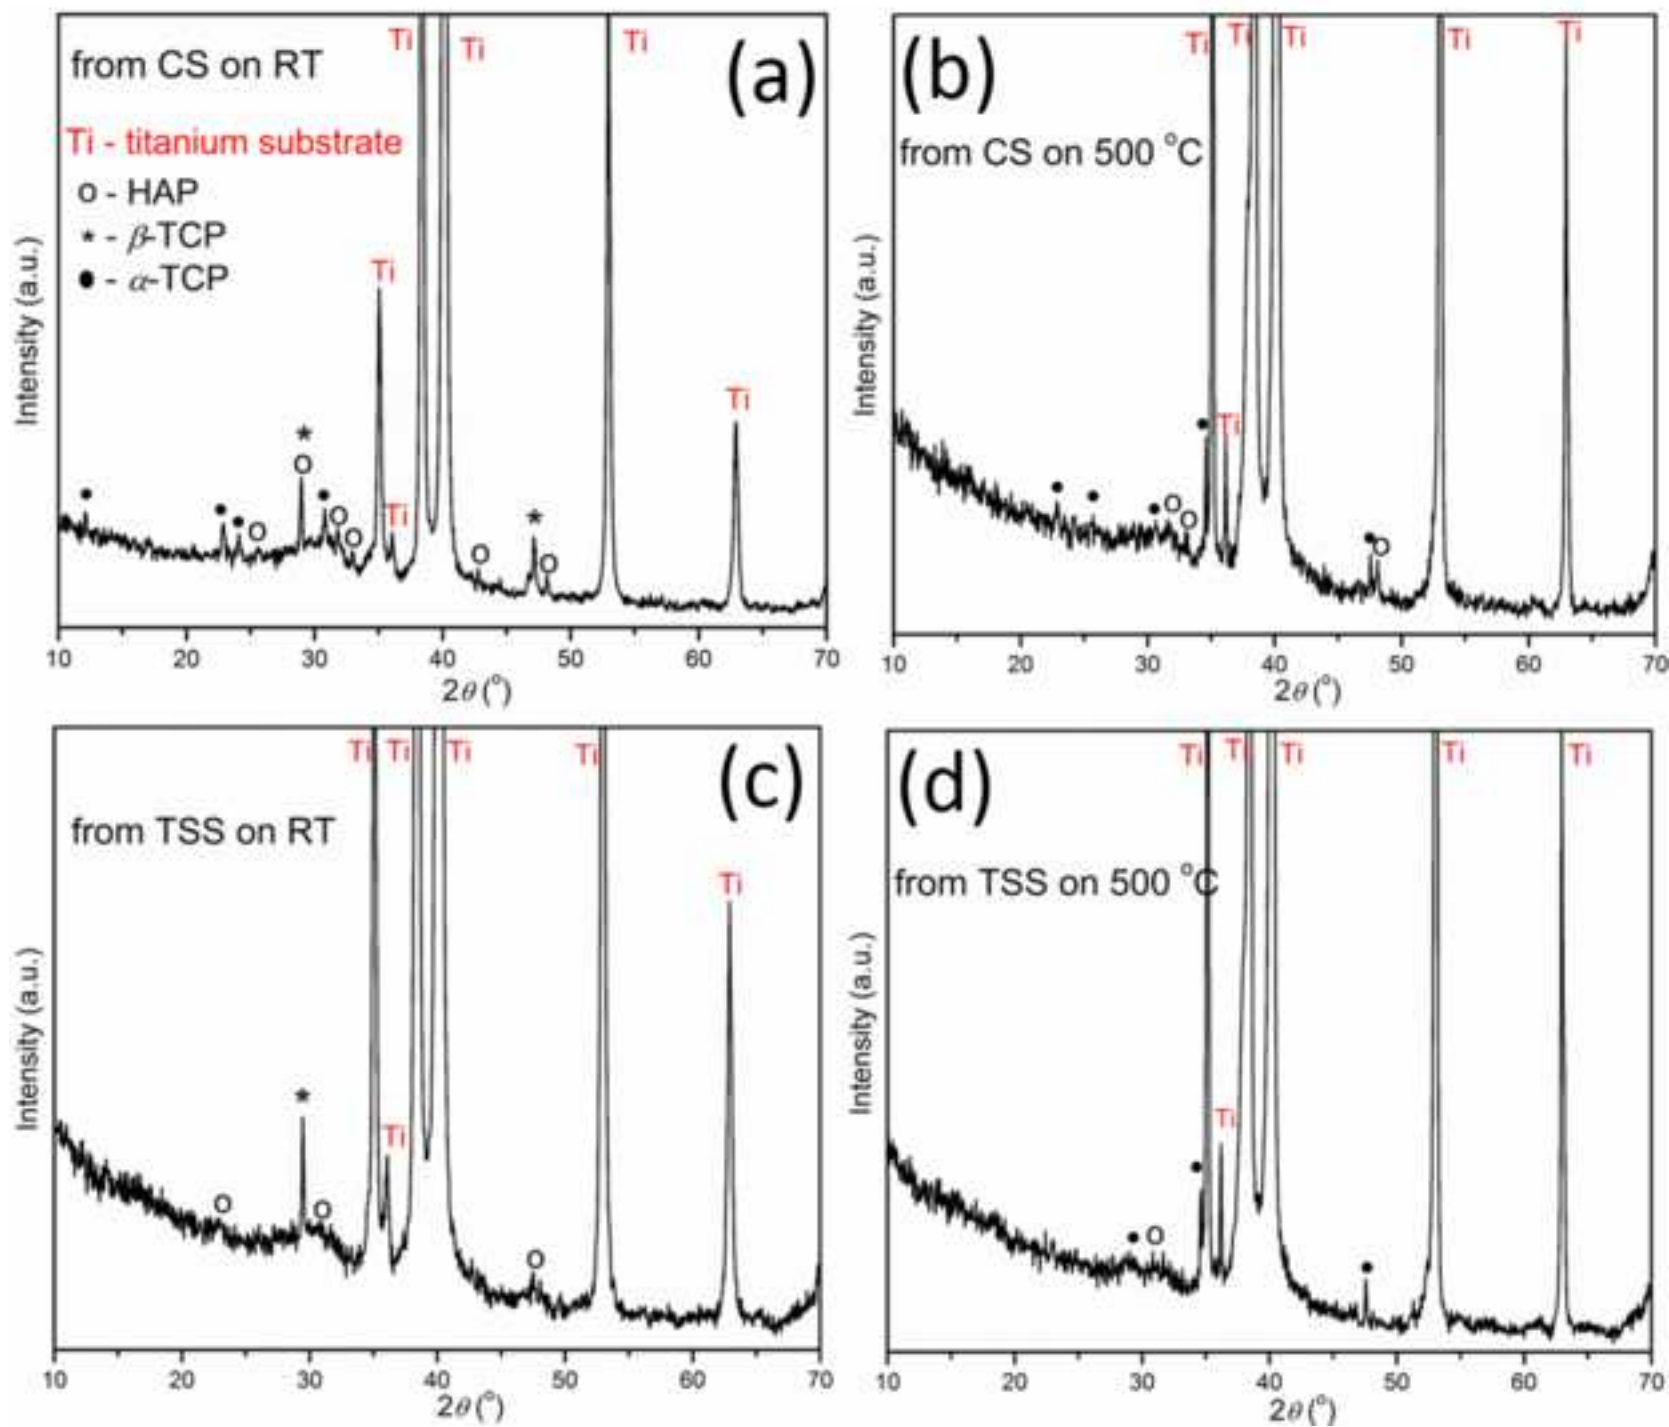 from CS on RT
(a)
Ti - titanium substrate
o - HAP
* - β-TCP
• - α-TCP
Ti
Ti
Ti
Ti
Ti
Ti
*
o
•
•
•
o
•
o
o
o
*
o
Intensity (a.u.)
10 20 30 40 50 60 70
2θ (°)
(b)
from CS on 500 °C
Ti
Ti
Ti
Ti
Ti
Ti
•
•
•
•
o
o
•
o
Intensity (a.u.)
10 20 30 40 50 60 70
2θ (°)
(c)
from TSS on RT
Ti
Ti
Ti
Ti
Ti
Ti
*
o
o
o
Intensity (a.u.)
10 20 30 40 50 60 70
2θ (°)
(d)
from TSS on 500 °C
Ti
Ti
Ti
Ti
Ti
Ti
•
•
o
•
Intensity (a.u.)
10 20 30 40 50 60 70
2θ (°)